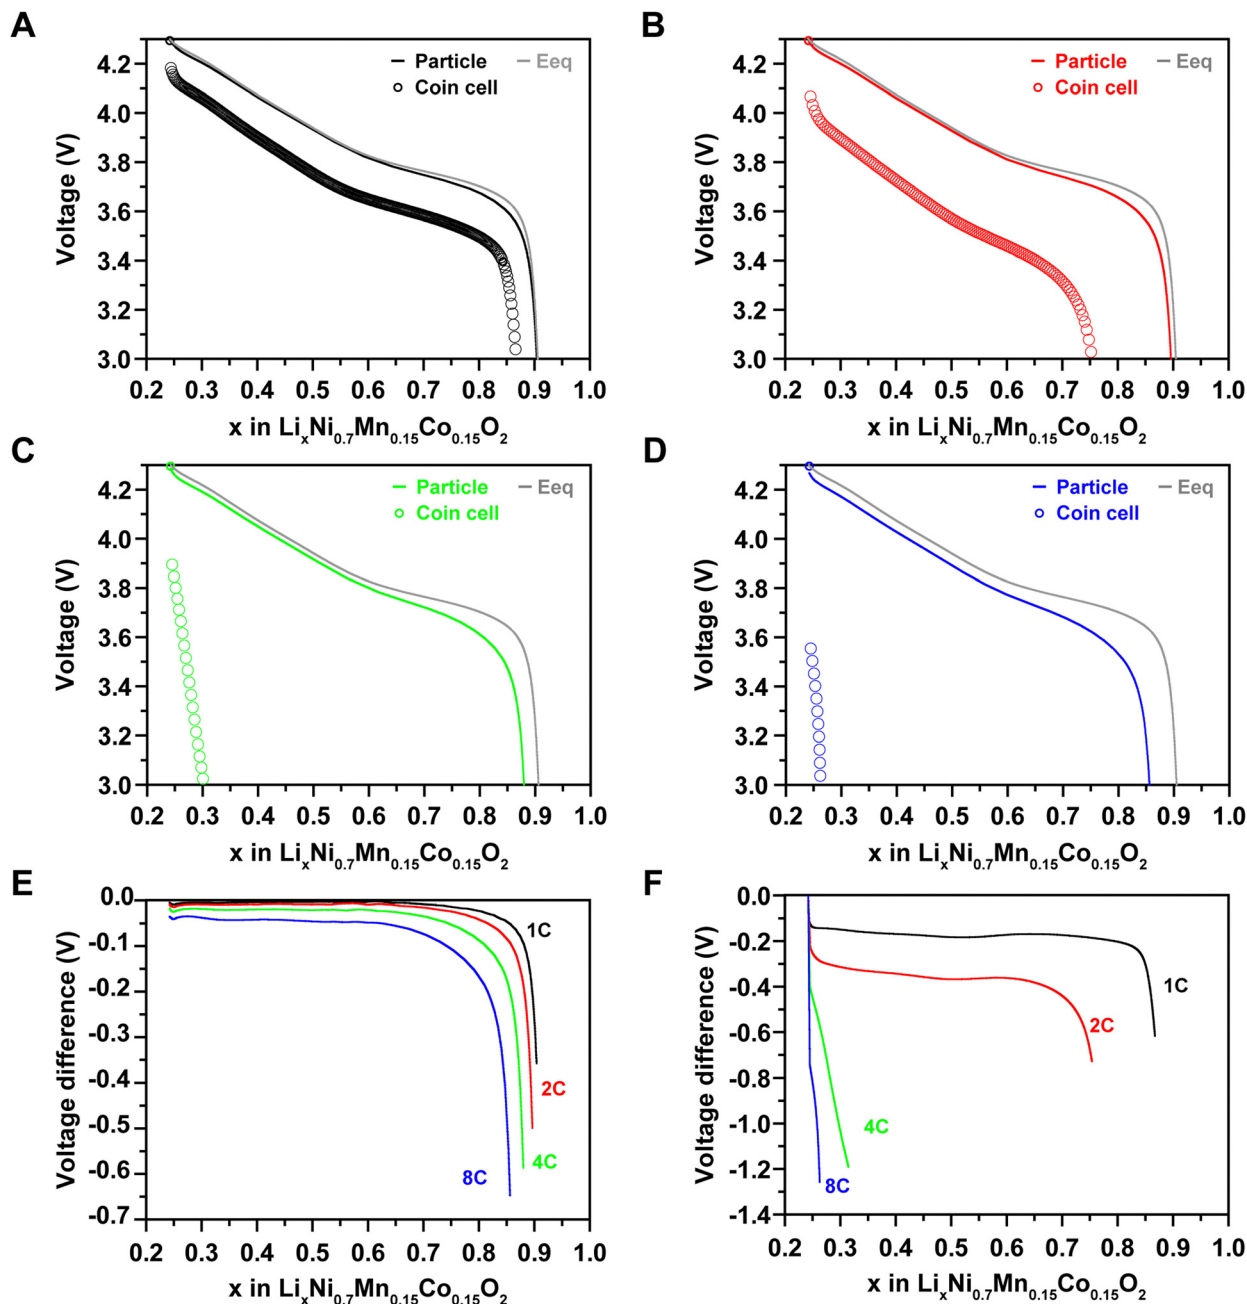 A
Particle Eeq
Coin cell
Voltage (V)
4.2
4.0
3.8
3.6
3.4
3.2
3.0
0.2 0.3 0.4 0.5 0.6 0.7 0.8 0.9 1.0
x in LiₓNi₀.₇Mn₀.₁₅Co₀.₁₅O₂
B
Particle Eeq
Coin cell
Voltage (V)
4.2
4.0
3.8
3.6
3.4
3.2
3.0
0.2 0.3 0.4 0.5 0.6 0.7 0.8 0.9 1.0
x in LiₓNi₀.₇Mn₀.₁₅Co₀.₁₅O₂
C
Particle Eeq
Coin cell
Voltage (V)
4.2
4.0
3.8
3.6
3.4
3.2
3.0
0.2 0.3 0.4 0.5 0.6 0.7 0.8 0.9 1.0
x in LiₓNi₀.₇Mn₀.₁₅Co₀.₁₅O₂
D
Particle Eeq
Coin cell
Voltage (V)
4.2
4.0
3.8
3.6
3.4
3.2
3.0
0.2 0.3 0.4 0.5 0.6 0.7 0.8 0.9 1.0
x in LiₓNi₀.₇Mn₀.₁₅Co₀.₁₅O₂
E
Voltage difference (V)
0.0
-0.1
-0.2
-0.3
-0.4
-0.5
-0.6
-0.7
1C
2C
4C
8C
0.2 0.3 0.4 0.5 0.6 0.7 0.8 0.9 1.0
x in LiₓNi₀.₇Mn₀.₁₅Co₀.₁₅O₂
F
Voltage difference (V)
0.0
-0.2
-0.4
-0.6
-0.8
-1.0
-1.2
-1.4
1C
2C
4C
8C
0.2 0.3 0.4 0.5 0.6 0.7 0.8 0.9 1.0
x in LiₓNi₀.₇Mn₀.₁₅Co₀.₁₅O₂